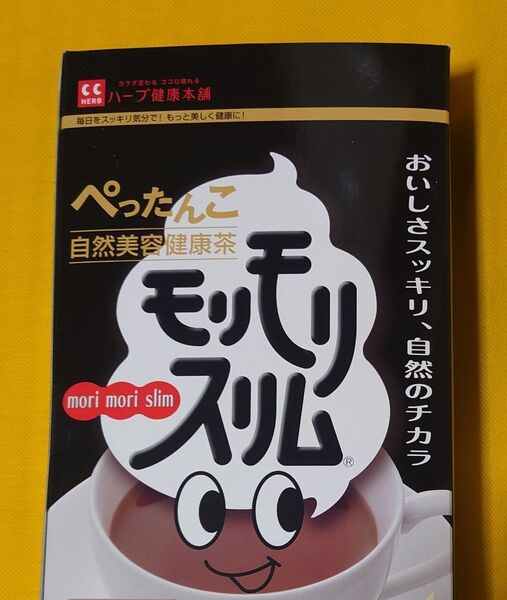 CC
HERB
カラダ変わる ココロ晴れる
ハーブ健康本舗
毎日をスッキリ気分で! もっと美しく健康に!
ぺったんこ
自然美容健康茶
モリモリ
スリム®
mori mori slim
おいしさスッキリ、自然のチカラ